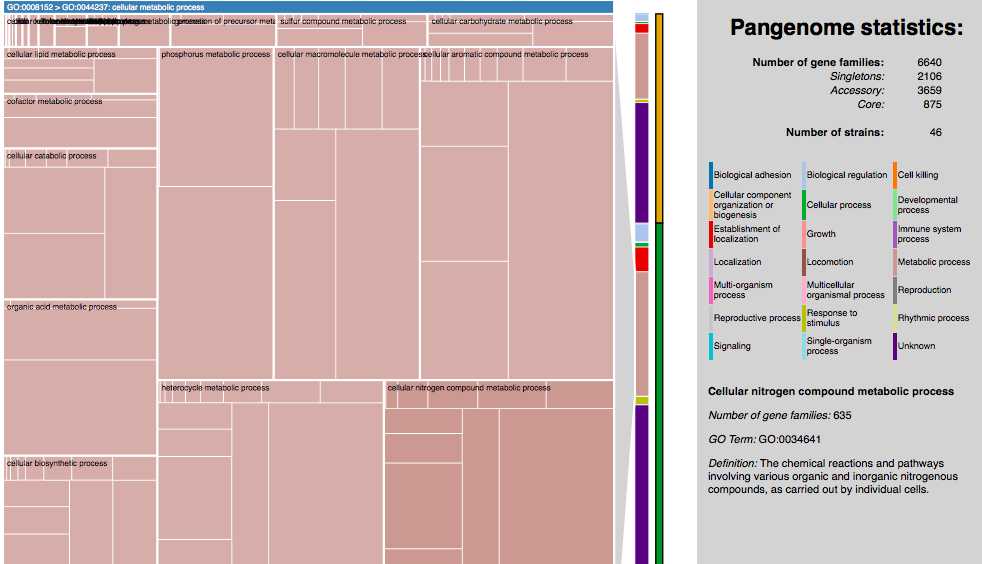 GO:0008152 > GO:0044237: cellular metabolic process
generation of precursor meta
sulfur compound metabolic process
cellular carbohydrate metabolic process
cellular lipid metabolic process
phosphorus metabolic process
cellular macromolecule metabolic process
cellular aromatic compound metabolic process
cofactor metabolic process
cellular catabolic process
organic acid metabolic process
heterocycle metabolic process
cellular nitrogen compound metabolic process
cellular biosynthetic process
Pangenome statistics:
Number of gene families: 6640
Singletons: 2106
Accessory: 3659
Core: 875
Number of strains: 46
Biological adhesion
Biological regulation
Cell killing
Cellular component
organization or
biogenesis
Cellular process
Developmental
process
Establishment of
localization
Growth
Immune system
process
Localization
Locomotion
Metabolic process
Multi-organism
process
Multicellular
organismal process
Reproduction
Reproductive process
Response to
stimulus
Rhythmic process
Signaling
Single-organism
process
Unknown
Cellular nitrogen compound metabolic process
Number of gene families: 635
GO Term: GO:0034641
Definition: The chemical reactions and pathways
involving various organic and inorganic nitrogenous
compounds, as carried out by individual cells.